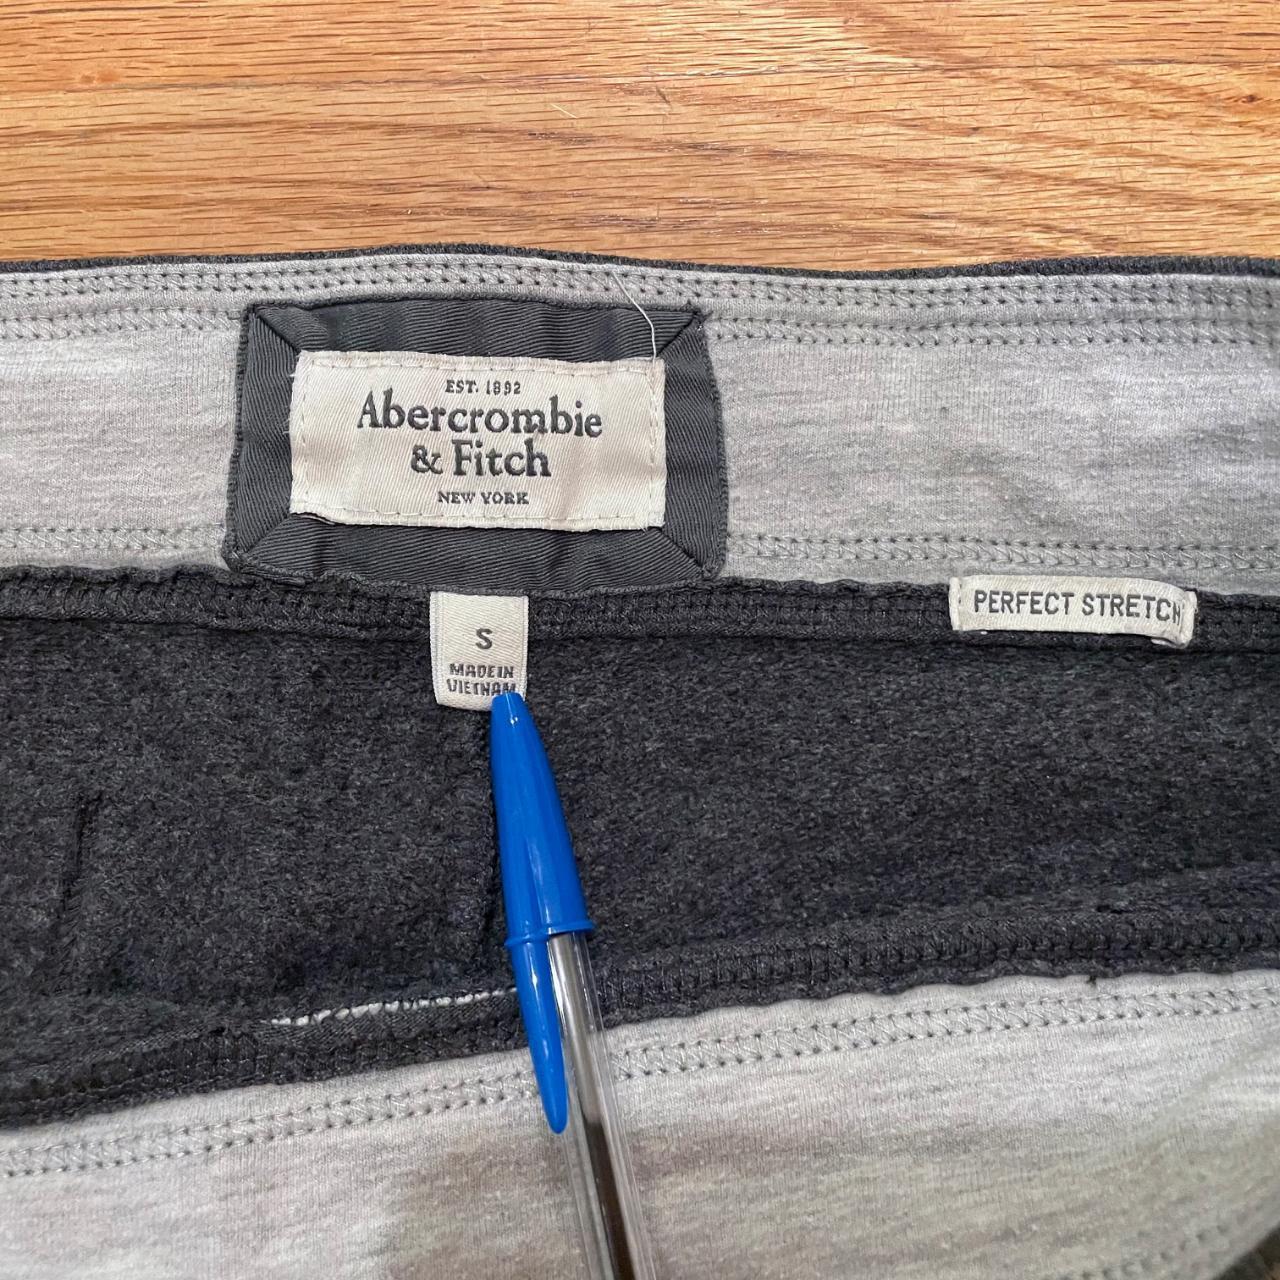 EST. 1892
Abercrombie
& Fitch
NEW YORK
PERFECT STRETCH
S
MADE IN
VIETNAM